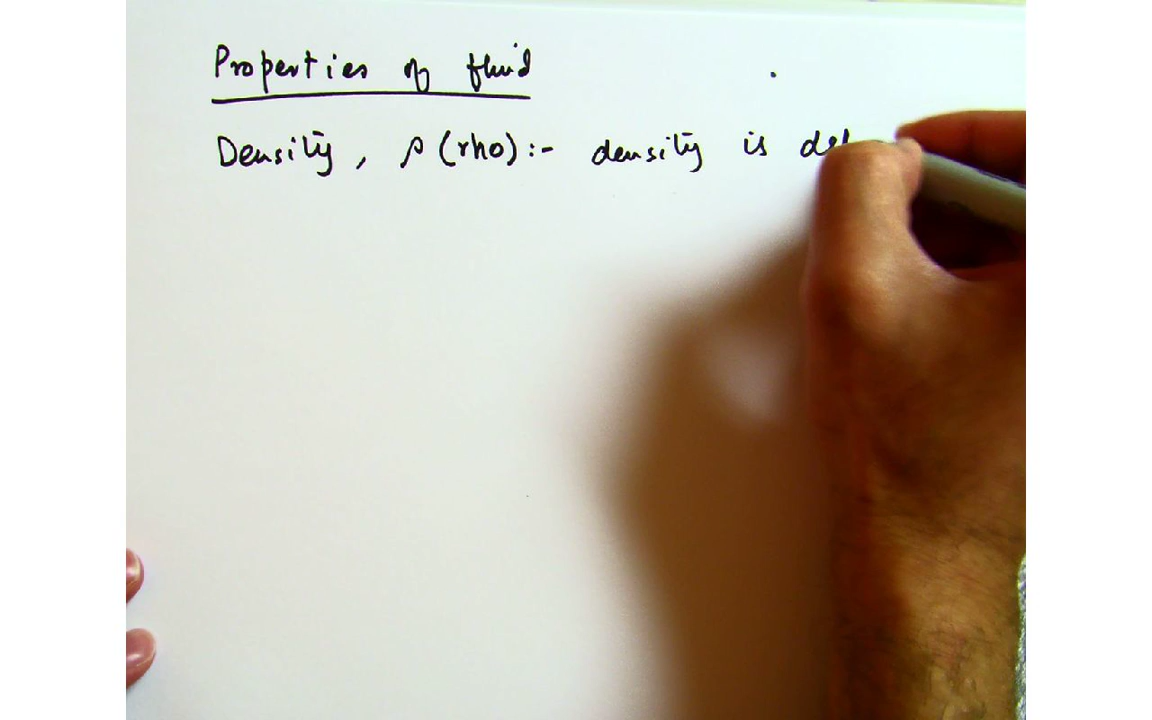 Properties of fluid
Density, ρ (rho):- density is